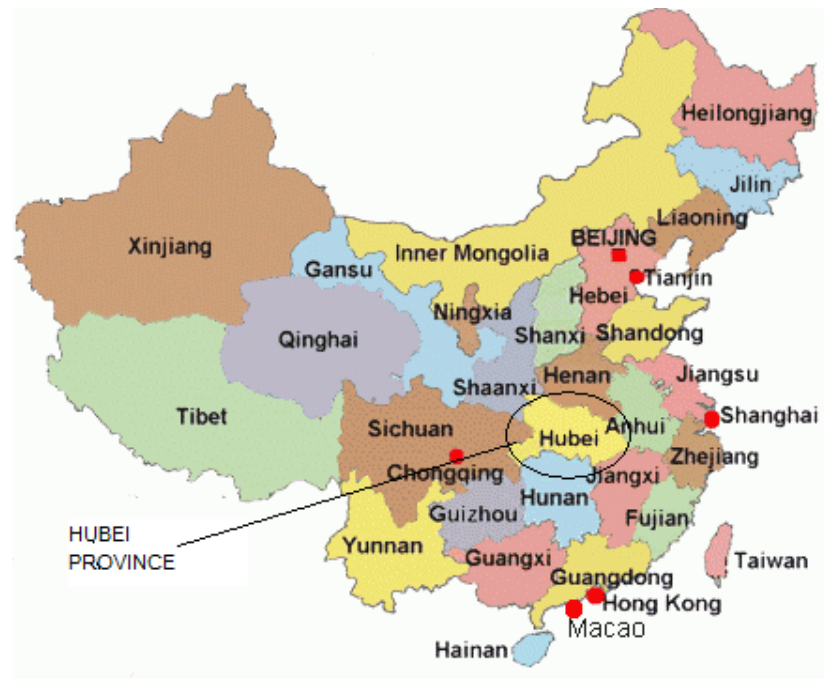 Heilongjiang
Jilin
Liaoning
Xinjiang
Inner Mongolia
BEIJING
Gansu
Tianjin
Hebei
Ningxia
Qinghai
Shanxi
Shandong
Henan
Jiangsu
Shaanxi
Tibet
Sichuan
Shanghai
Anhui
Hubei
Zhejiang
Chongqing
Jiangxi
Hunan
Guizhou
Fujian
HUBEI
PROVINCE
Yunnan
Guangxi
Taiwan
Guangdong
Hong Kong
Macao
Hainan